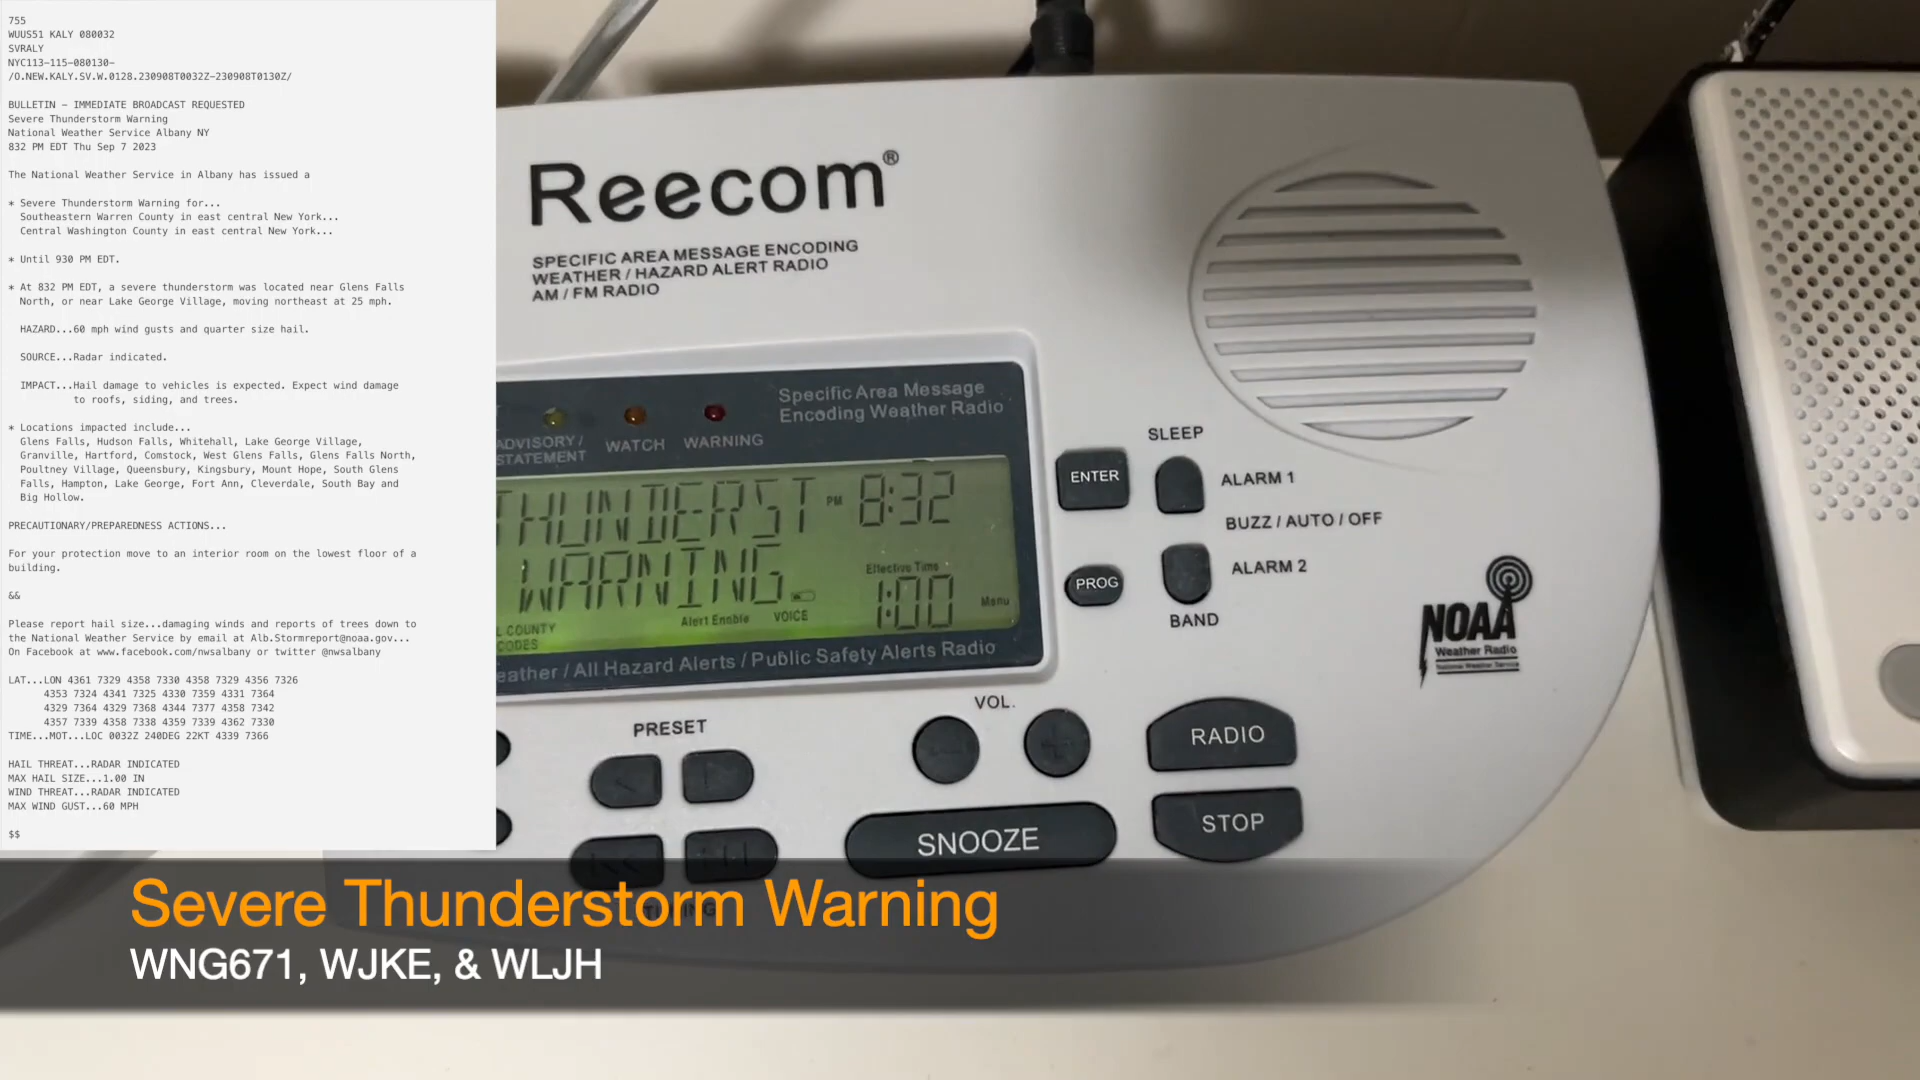 755
WUUS51 KALY 080032
SVRALY
NYC113-115-080130-
/O.NEW.KALY.SV.W.0128.230908T0032Z-230908T0130Z/
BULLETIN - IMMEDIATE BROADCAST REQUESTED
Severe Thunderstorm Warning
National Weather Service Albany NY
832 PM EDT Thu Sep 7 2023
The National Weather Service in Albany has issued a
* Severe Thunderstorm Warning for...
Southeastern Warren County in east central New York...
Central Washington County in east central New York...
* Until 930 PM EDT.
* At 832 PM EDT, a severe thunderstorm was located near Glens Falls
North, or near Lake George Village, moving northeast at 25 mph.
HAZARD...60 mph wind gusts and quarter size hail.
SOURCE...Radar indicated.
IMPACT...Hail damage to vehicles is expected. Expect wind damage
to roofs, siding, and trees.
* Locations impacted include...
Glens Falls, Hudson Falls, Whitehall, Lake George Village,
Granville, Hartford, Comstock, West Glens Falls, Glens Falls North,
Poultney Village, Queensbury, Kingsbury, Mount Hope, South Glens
Falls, Hampton, Lake George, Fort Ann, Cleverdale, South Bay and
Big Hollow.
PRECAUTIONARY/PREPAREDNESS ACTIONS...
For your protection move to an interior room on the lowest floor of a
building.
&&
Please report hail size...damaging winds and reports of trees down to
the National Weather Service by email at Alb.Stormreport@noaa.gov...
On Facebook at www.facebook.com/nwsalbany or twitter @nwsalbany
LAT...LON 4361 7329 4358 7330 4358 7329 4356 7326
4353 7324 4341 7325 4330 7359 4331 7364
4329 7364 4329 7368 4344 7377 4358 7342
4357 7339 4358 7338 4359 7339 4362 7330
TIME...MOT...LOC 0032Z 240DEG 22KT 4339 7366
HAIL THREAT...RADAR INDICATED
MAX HAIL SIZE...1.00 IN
WIND THREAT...RADAR INDICATED
MAX WIND GUST...60 MPH
$$
Reecom®
SPECIFIC AREA MESSAGE ENCODING
WEATHER / HAZARD ALERT RADIO
AM / FM RADIO
Specific Area Message
Encoding Weather Radio
ADVISORY /
STATEMENT
WATCH
WARNING
THUNDERST
PM 8:32
WARNING
Effective Time
1:00
Menu
COUNTY
CODES
Alert Enable
VOICE
eather / All Hazard Alerts / Public Safety Alerts Radio
SLEEP
ENTER
ALARM 1
BUZZ / AUTO / OFF
PROG
ALARM 2
BAND
NOAA
Weather Radio
National Weather Service
VOL.
PRESET
RADIO
STOP
SNOOZE
Severe Thunderstorm Warning
WNG671, WJKE, & WLJH